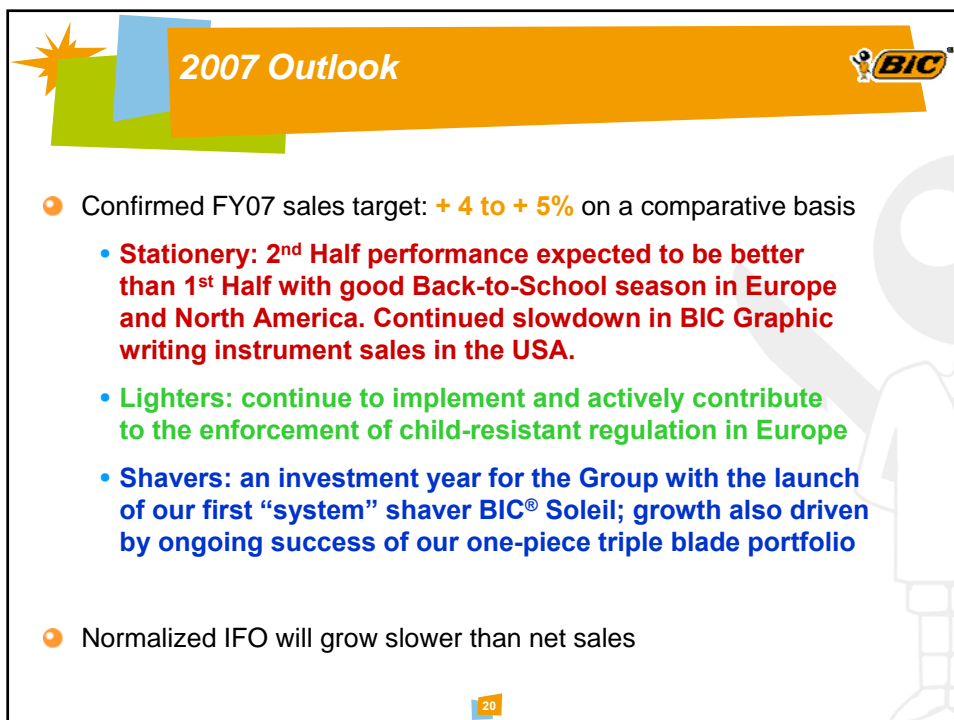 2007 Outlook
BIC®
Confirmed FY07 sales target: + 4 to + 5% on a comparative basis
• Stationery: 2nd Half performance expected to be better
than 1st Half with good Back-to-School season in Europe
and North America. Continued slowdown in BIC Graphic
writing instrument sales in the USA.
• Lighters: continue to implement and actively contribute
to the enforcement of child-resistant regulation in Europe
• Shavers: an investment year for the Group with the launch
of our first “system” shaver BIC® Soleil; growth also driven
by ongoing success of our one-piece triple blade portfolio
Normalized IFO will grow slower than net sales
20